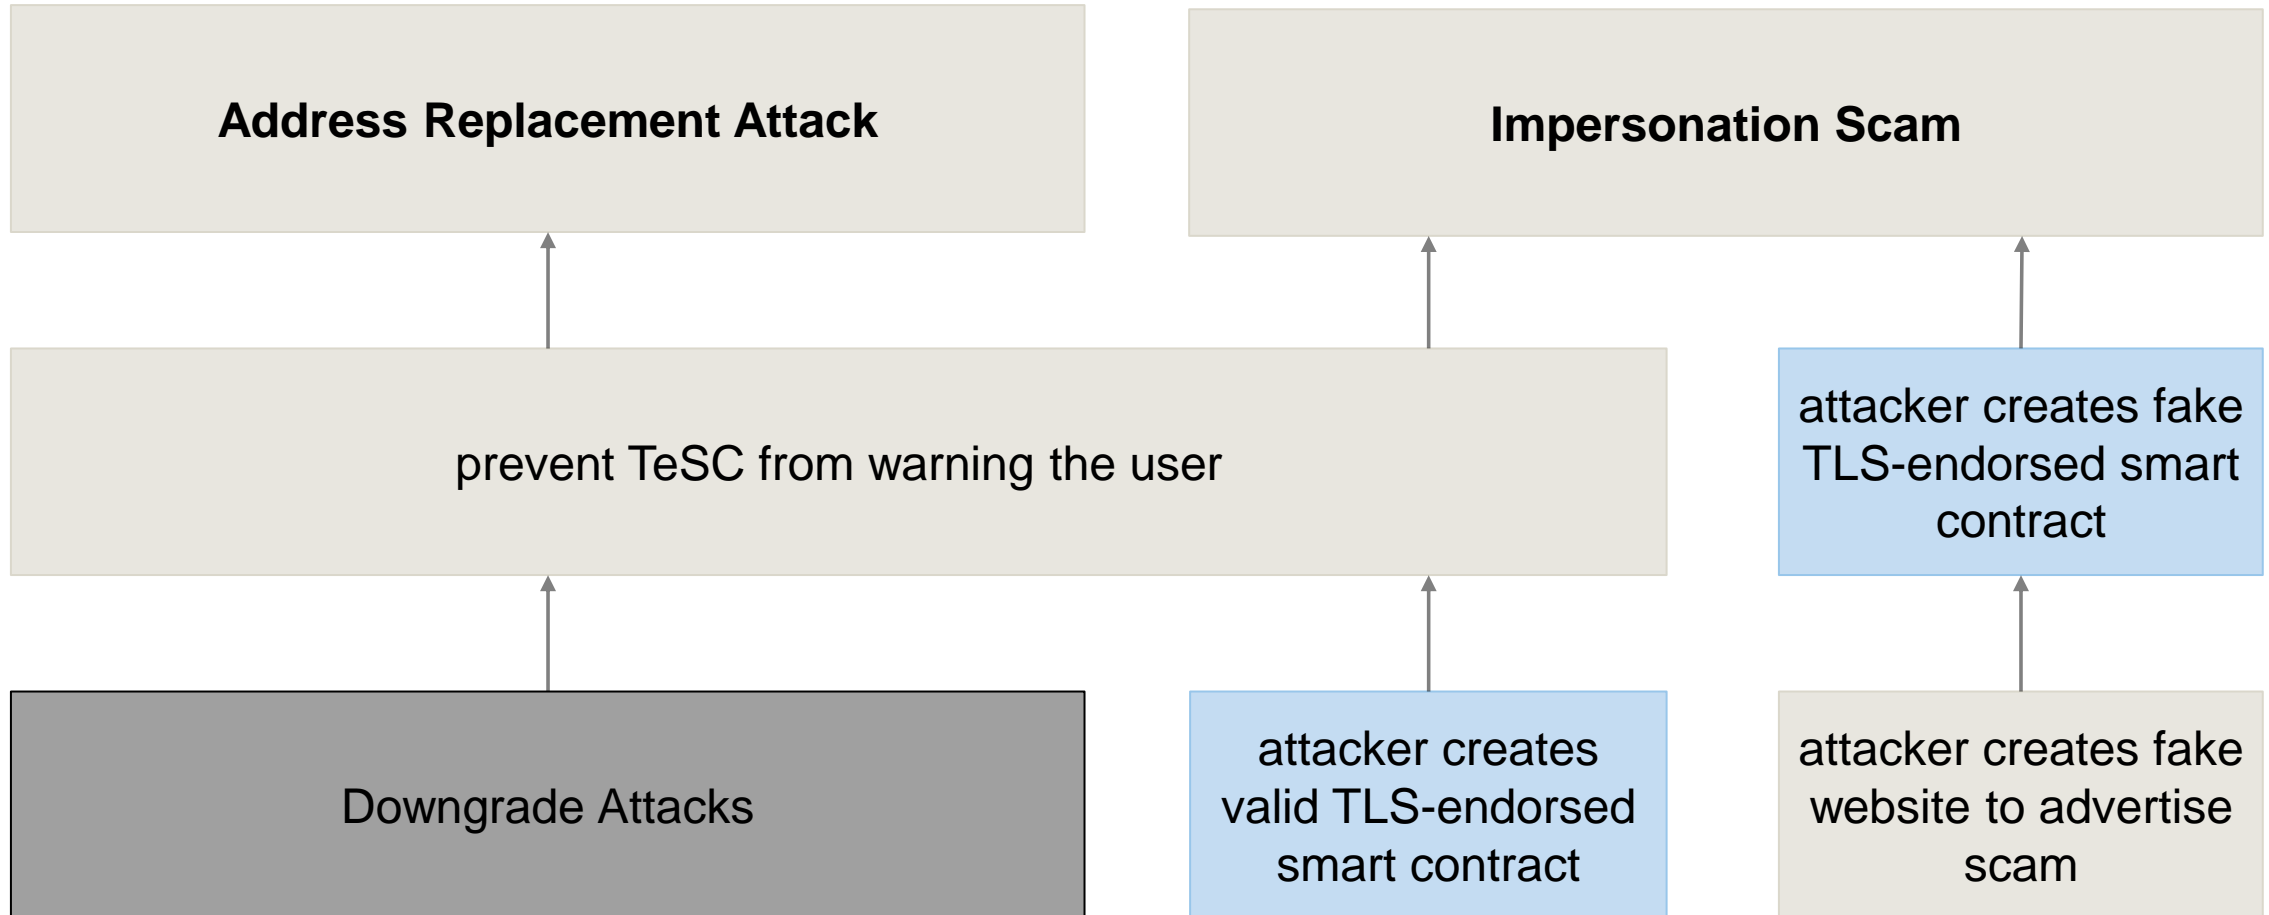 Address Replacement Attack
Impersonation Scam
prevent TeSC from warning the user
attacker creates fake
TLS-endorsed smart
contract
Downgrade Attacks
attacker creates
valid TLS-endorsed
smart contract
attacker creates fake
website to advertise
scam